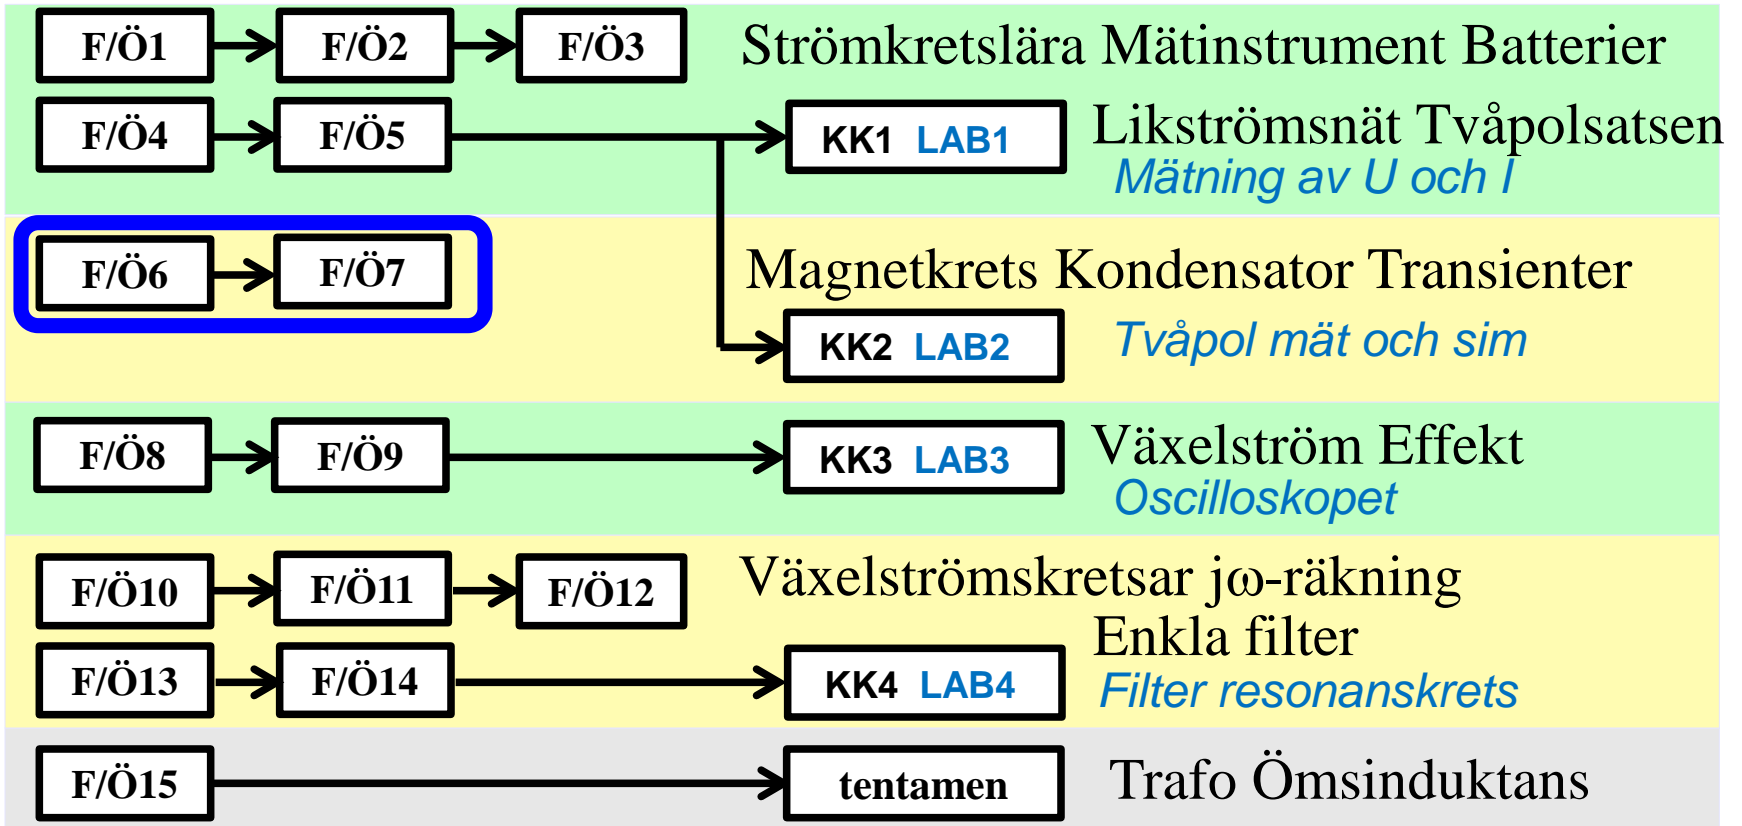 F/Ö1 F/Ö2 F/Ö3 Strömkretslära Mätinstrument Batterier
F/Ö4 F/Ö5 KK1 LAB1 Likströmsnät Tvåpolsatsen
Mätning av U och I
F/Ö6 F/Ö7 Magnetkrets Kondensator Transienter
KK2 LAB2 Tvåpol mät och sim
F/Ö8 F/Ö9 KK3 LAB3 Växelström Effekt
Oscilloskopet
F/Ö10 F/Ö11 F/Ö12 Växelströmskretsar jω-räkning
Enkla filter
F/Ö13 F/Ö14 KK4 LAB4 Filter resonanskrets
F/Ö15 tentamen Trafo Ömsinduktans